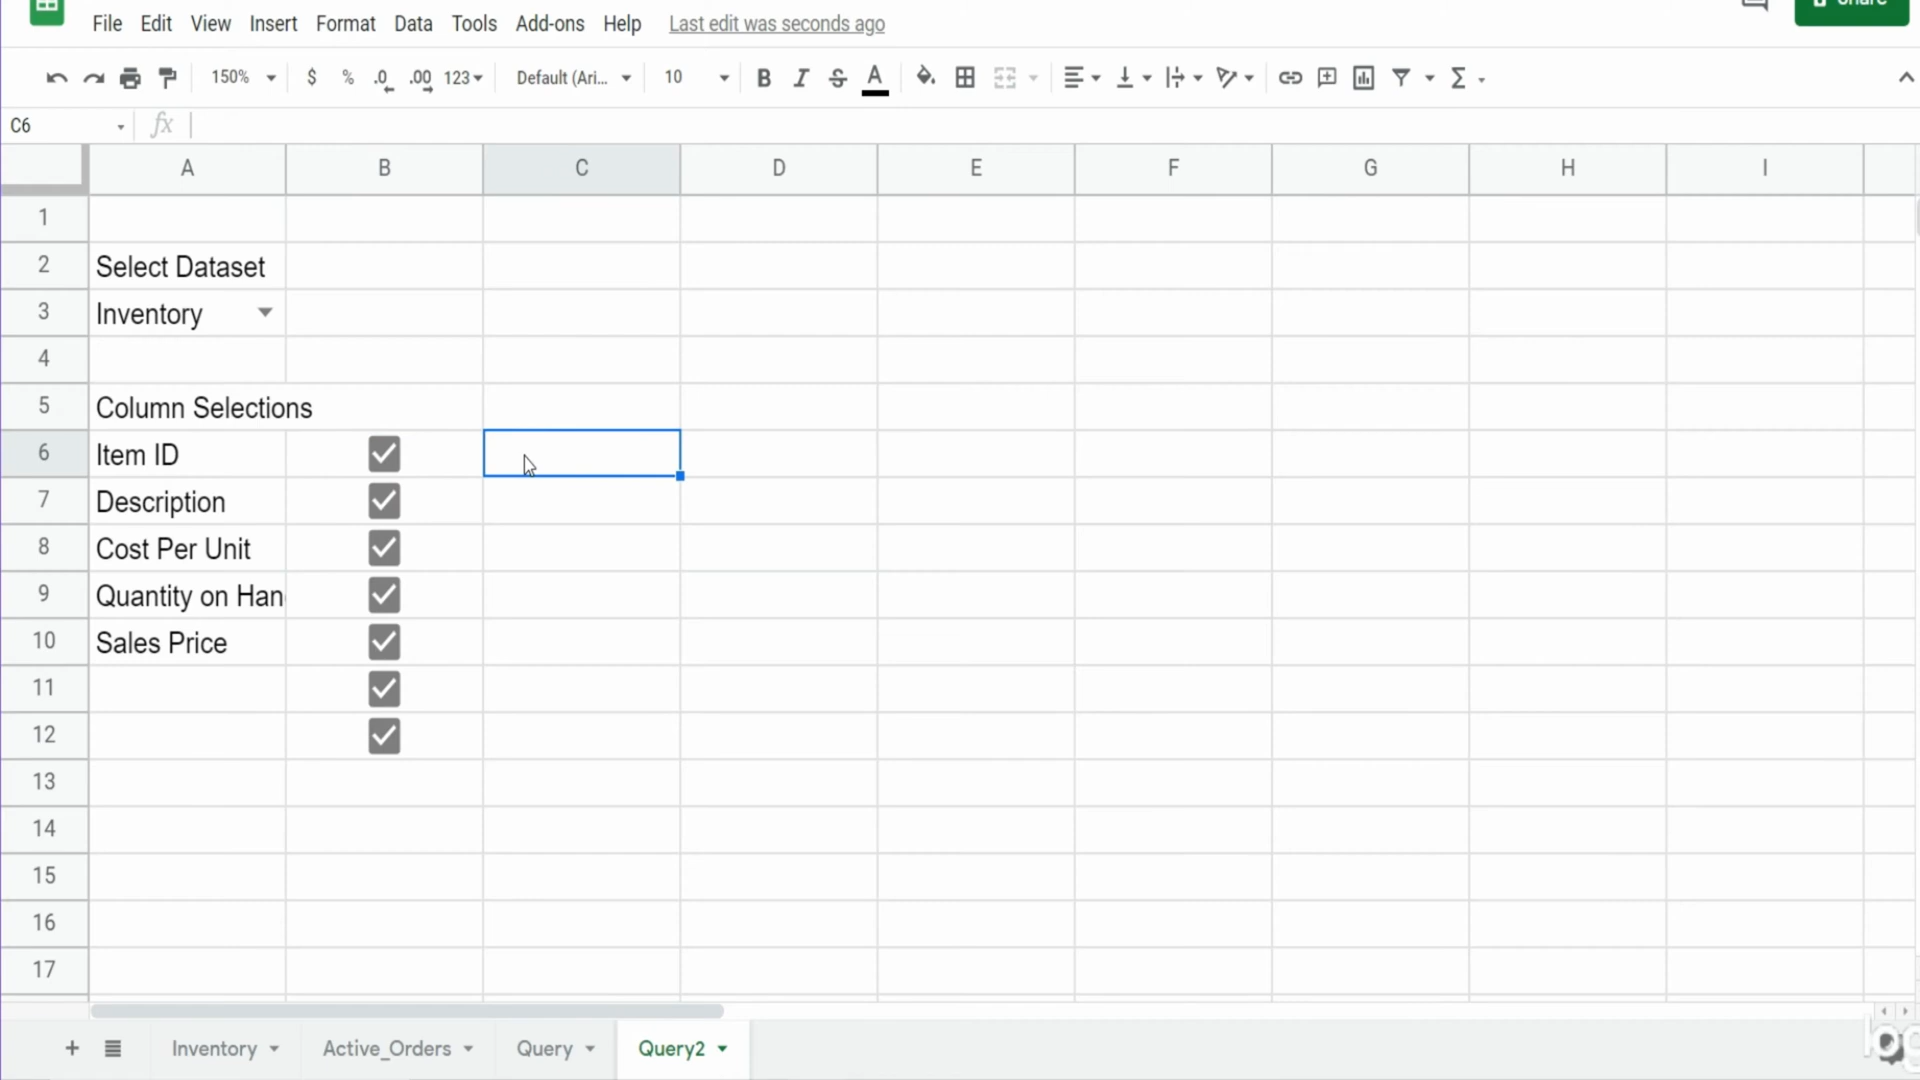 File Edit View Insert Format Data Tools Add-ons Help Last edit was seconds ago Share
150% $ % .0 .00 123 Default (Ari... 10 B I S A
C6 fx
A B C D E F G H I
1
2 Select Dataset
3 Inventory
4
5 Column Selections
6 Item ID
7 Description
8 Cost Per Unit
9 Quantity on Han
10 Sales Price
11
12
13
14
15
16
17
+ Inventory Active_Orders Query Query2